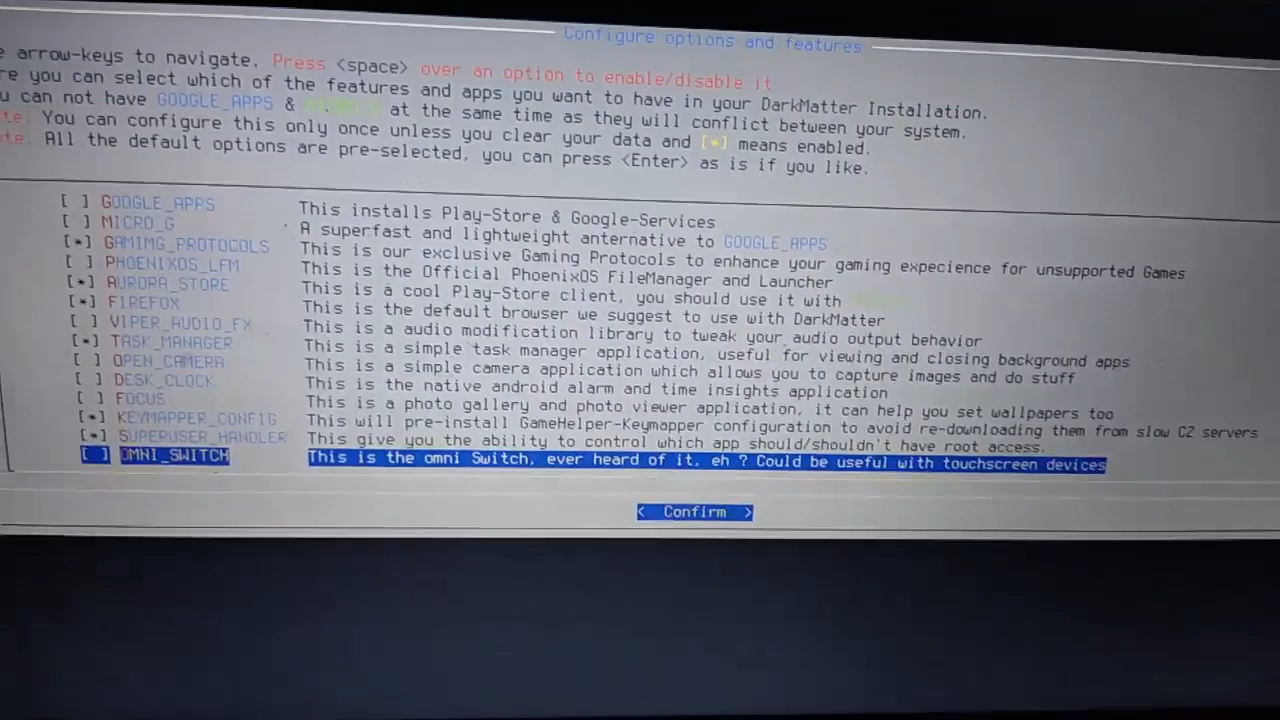 Configure options and features
e arrow-keys to navigate. Press <space> over an option to enable/disable it
re you can select which of the features and apps you want to have in your DarkMatter Installation.
u can not have GOOGLE_APPS & at the same time as they will conflict between your system.
te: You can configure this only once unless you clear your data and [*] means enabled.
te: All the default options are pre-selected, you can press <Enter> as is if you like.
[ ] GOOGLE_APPS This installs Play-Store & Google-Services
[ ] MICRO_G A superfast and lightweight anternative to GOOGLE_APPS
[*] GAMIMG_PROTOCOLS This is our exclusive Gaming Protocols to enhance your gaming expecience for unsupported Games
[ ] PHOENIXOS_LFM This is the Official PhoenixOS FileManager and Launcher
[*] AURORA_STORE This is a cool Play-Store client, you should use it with
[*] FIREFOX This is the default browser we suggest to use with DarkMatter
[ ] VIPER_AUDIO_FX This is a audio modification library to tweak your audio output behavior
[*] TASK_MANAGER This is a simple task manager application, useful for viewing and closing background apps
[ ] OPEN_CAMERA This is a simple camera application which allows you to capture images and do stuff
[ ] DESK_CLOCK This is the native android alarm and time insights application
[ ] FOCUS This is a photo gallery and photo viewer application, it can help you set wallpapers too
[*] KEYMAPPER_CONFIG This will pre-install GameHelper-Keymapper configuration to avoid re-downloading them from slow CZ servers
[*] SUPERUSER_HANDLER This give you the ability to control which app should/shouldn't have root access.
[ ] OMNI_SWITCH This is the omni Switch, ever heard of it, eh ? Could be useful with touchscreen devices
< Confirm >